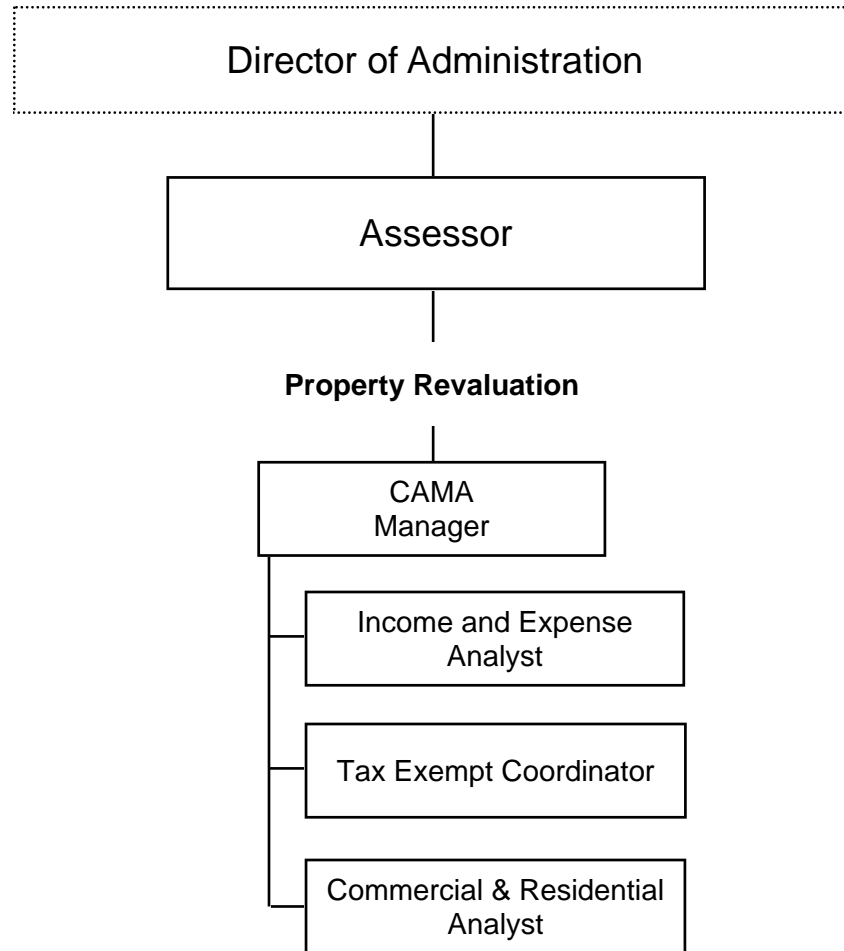 Director of Administration
Assessor
Property Revaluation
CAMA
Manager
Income and Expense
Analyst
Tax Exempt Coordinator
Commercial & Residential
Analyst